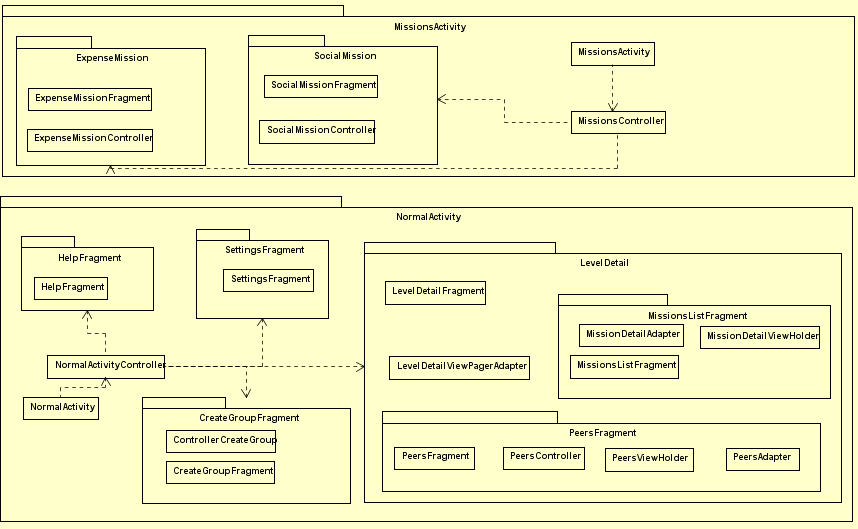 MissionsActivity
ExpenseMission
ExpenseMissionFragment
ExpenseMissionController
SocialMission
SocialMissionFragment
SocialMissionController
MissionsActivity
MissionsController
NormalActivity
HelpFragment
HelpFragment
SettingsFragment
SettingsFragment
NormalActivityController
NormalActivity
CreateGroupFragment
ControllerCreateGroup
CreateGroupFragment
LevelDetail
LevelDetailFragment
LevelDetailViewPagerAdapter
MissionsListFragment
MissionDetailAdapter
MissionDetailViewHolder
MissionsListFragment
PeersFragment
PeersFragment
PeersController
PeersViewHolder
PeersAdapter